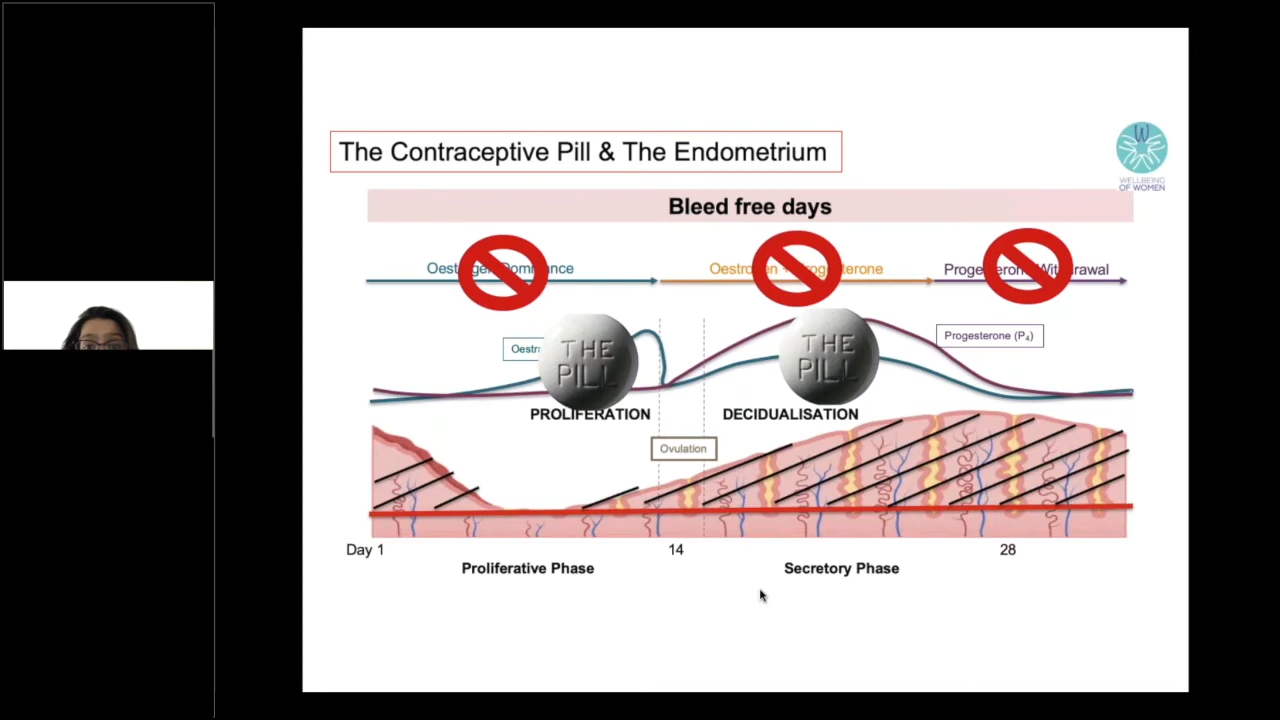 The Contraceptive Pill & The Endometrium
W
WELLBEING
OF WOMEN
Bleed free days
Progesterone (P₄)
THE
PILL
THE
PILL
PROLIFERATION
DECIDUALISATION
Ovulation
Day 1
14
28
Proliferative Phase
Secretory Phase